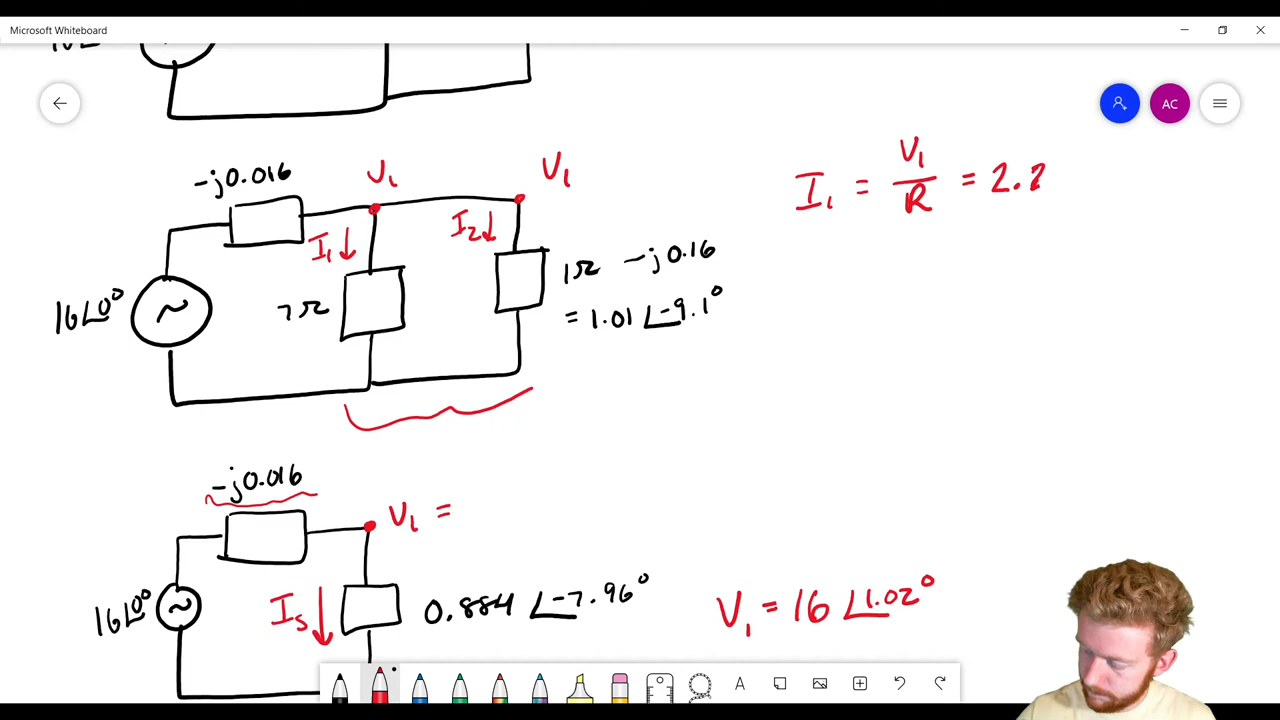 Microsoft Whiteboard
AC
-j0.016
V₁
V₁
I₁ = V₁/R = 2.2
I₁↓
I₂↓
1Ω -j0.16
16∠0°
7Ω
= 1.01 ∠-9.1°
-j0.016
V₁ =
16∠0°
Iₛ
0.884 ∠-7.96°
V₁ = 16 ∠1.02°
A